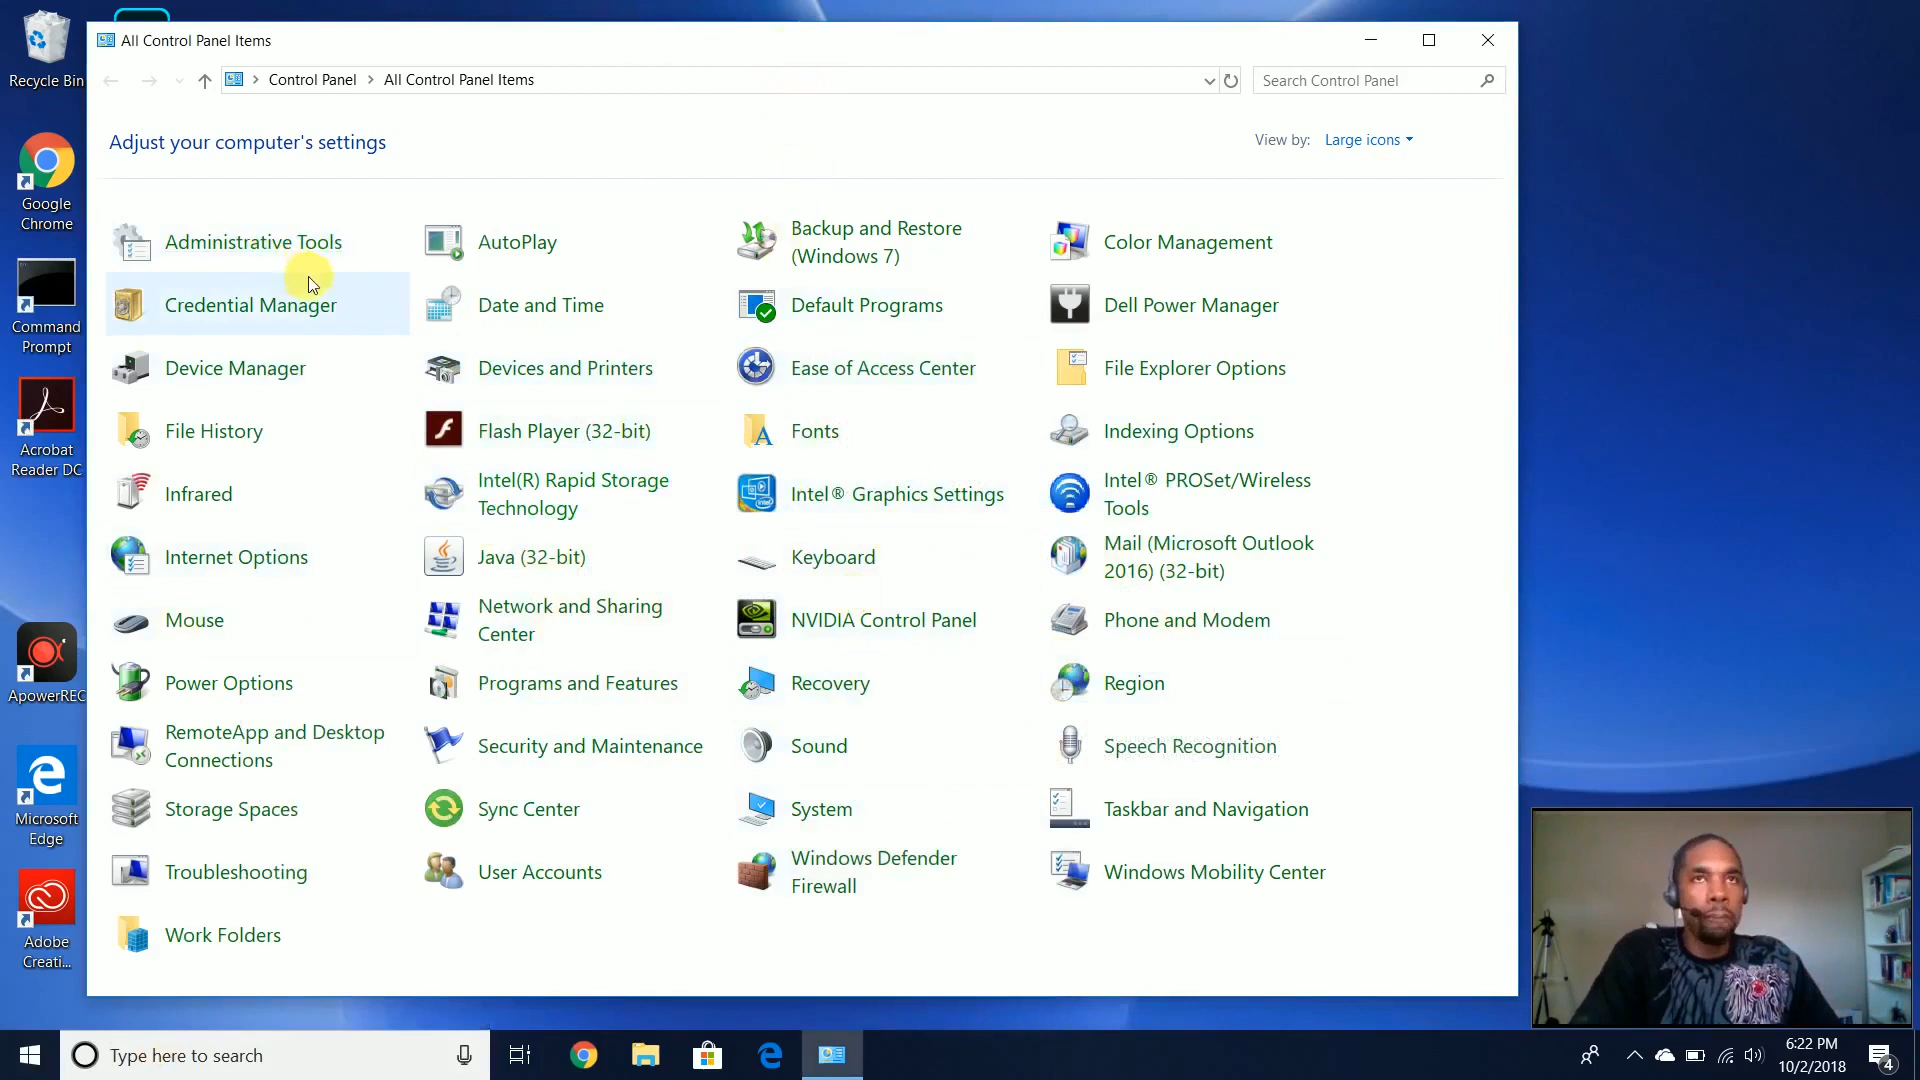 Recycle Bin
Google
Chrome
Command
Prompt
Acrobat
Reader DC
ApowerREC
Microsoft
Edge
Adobe
Creati...
All Control Panel Items
Control Panel
All Control Panel Items
Search Control Panel
Adjust your computer's settings
View by: Large icons
Administrative Tools
AutoPlay
Backup and Restore
(Windows 7)
Color Management
Credential Manager
Date and Time
Default Programs
Dell Power Manager
Device Manager
Devices and Printers
Ease of Access Center
File Explorer Options
File History
Flash Player (32-bit)
Fonts
Indexing Options
Infrared
Intel(R) Rapid Storage
Technology
Intel® Graphics Settings
Intel® PROSet/Wireless
Tools
Internet Options
Java (32-bit)
Keyboard
Mail (Microsoft Outlook
2016) (32-bit)
Mouse
Network and Sharing
Center
NVIDIA Control Panel
Phone and Modem
Power Options
Programs and Features
Recovery
Region
RemoteApp and Desktop
Connections
Security and Maintenance
Sound
Speech Recognition
Storage Spaces
Sync Center
System
Taskbar and Navigation
Troubleshooting
User Accounts
Windows Defender
Firewall
Windows Mobility Center
Work Folders
Type here to search
6:22 PM
10/2/2018
4